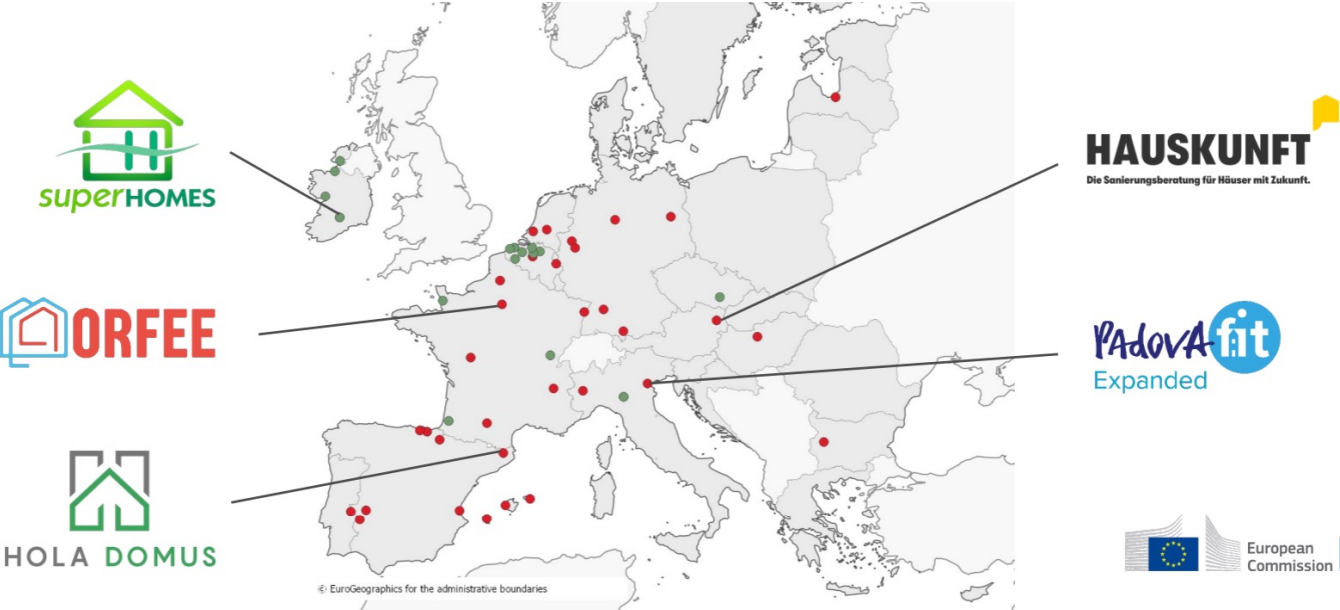 superHOMES
ORFEE
HOLA DOMUS
© EuroGeographics for the administrative boundaries
HAUSKUNFT
Die Sanierungsberatung für Häuser mit Zukunft.
PAdovA fit
Expanded
European
Commission